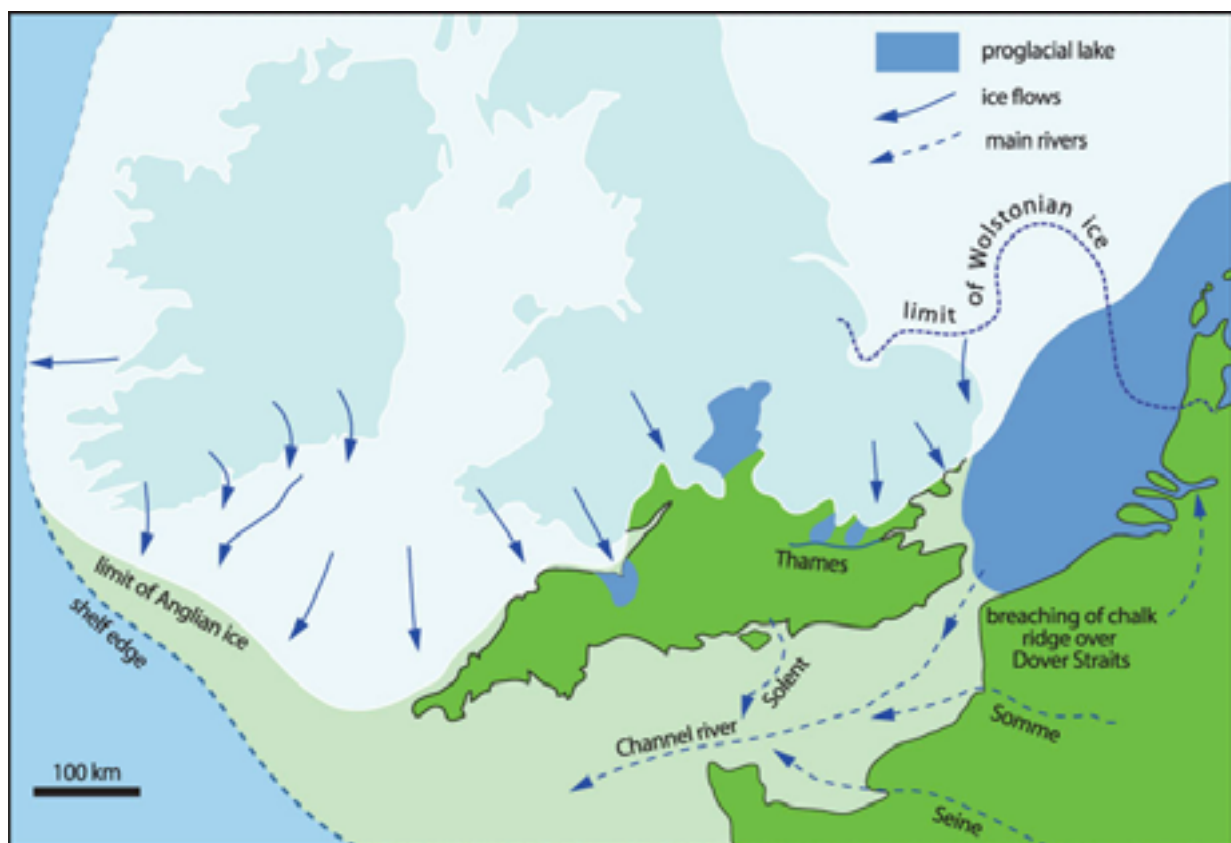 proglacial lake
ice flows
main rivers
limit of Wolstonian ice
limit of Anglian ice
shelf edge
Thames
breaching of chalk
ridge over
Dover Straits
Solent
Channel river
Somme
Seine
100 km